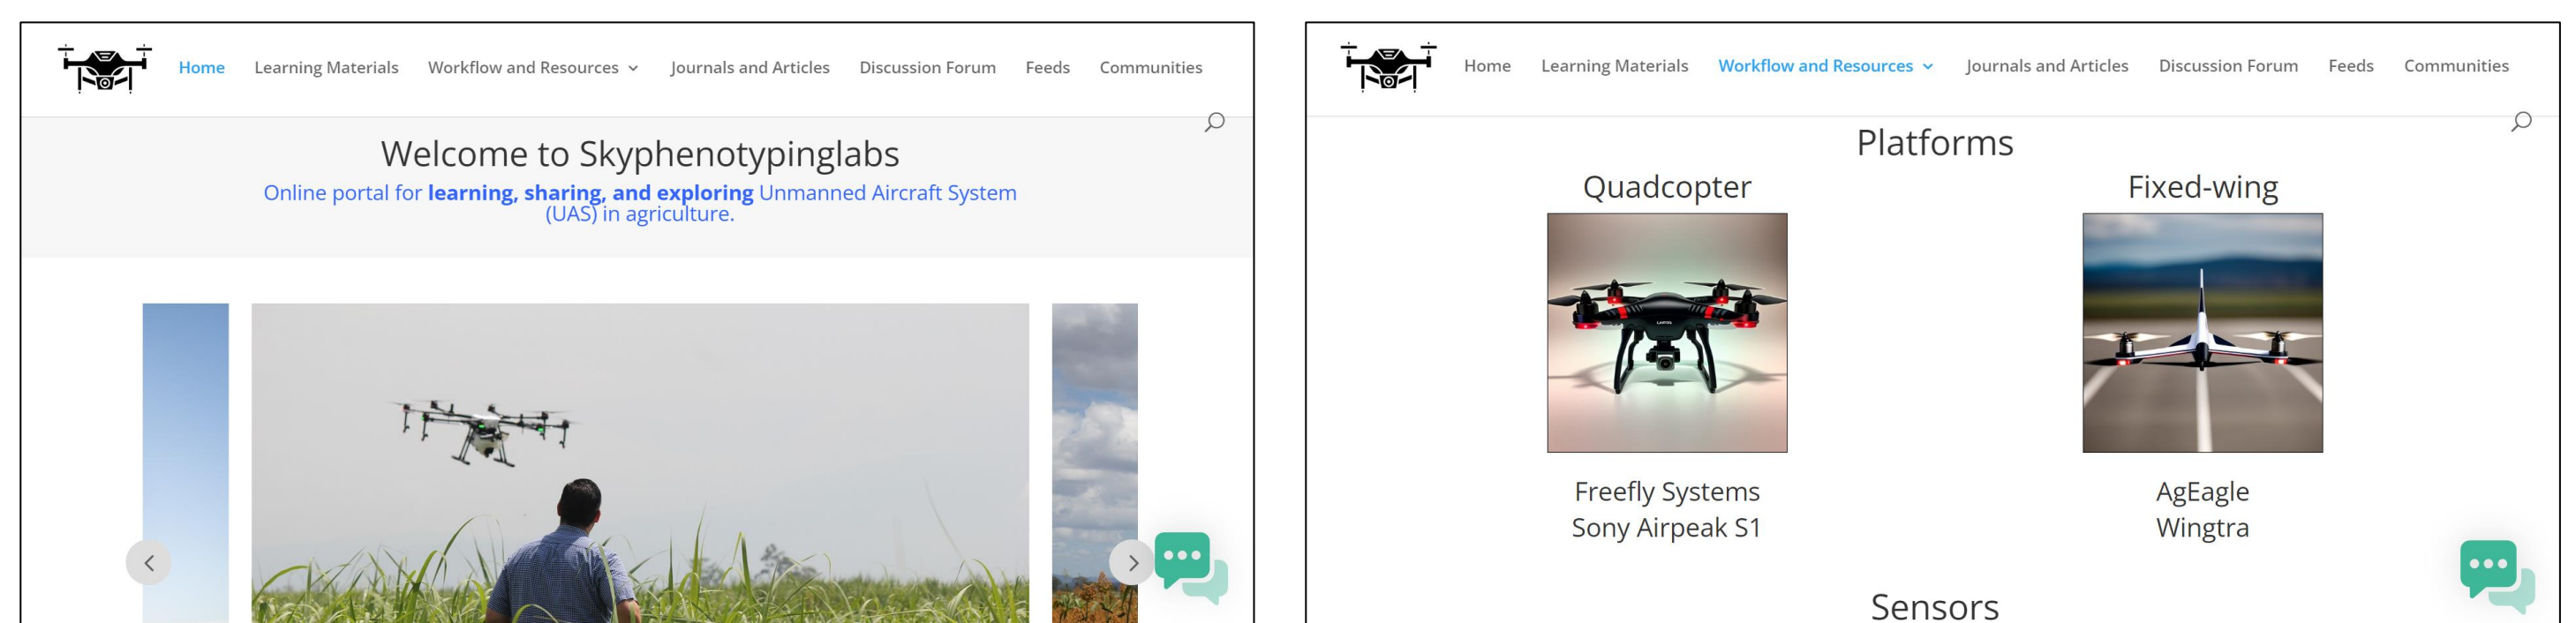 Home Learning Materials Workflow and Resources Journals and Articles Discussion Forum Feeds Communities
Welcome to Skyphenotypinglabs
Online portal for learning, sharing, and exploring Unmanned Aircraft System
(UAS) in agriculture.
Home Learning Materials Workflow and Resources Journals and Articles Discussion Forum Feeds Communities
Platforms
Quadcopter
Fixed-wing
Freefly Systems
Sony Airpeak S1
AgEagle
Wingtra
Sensors